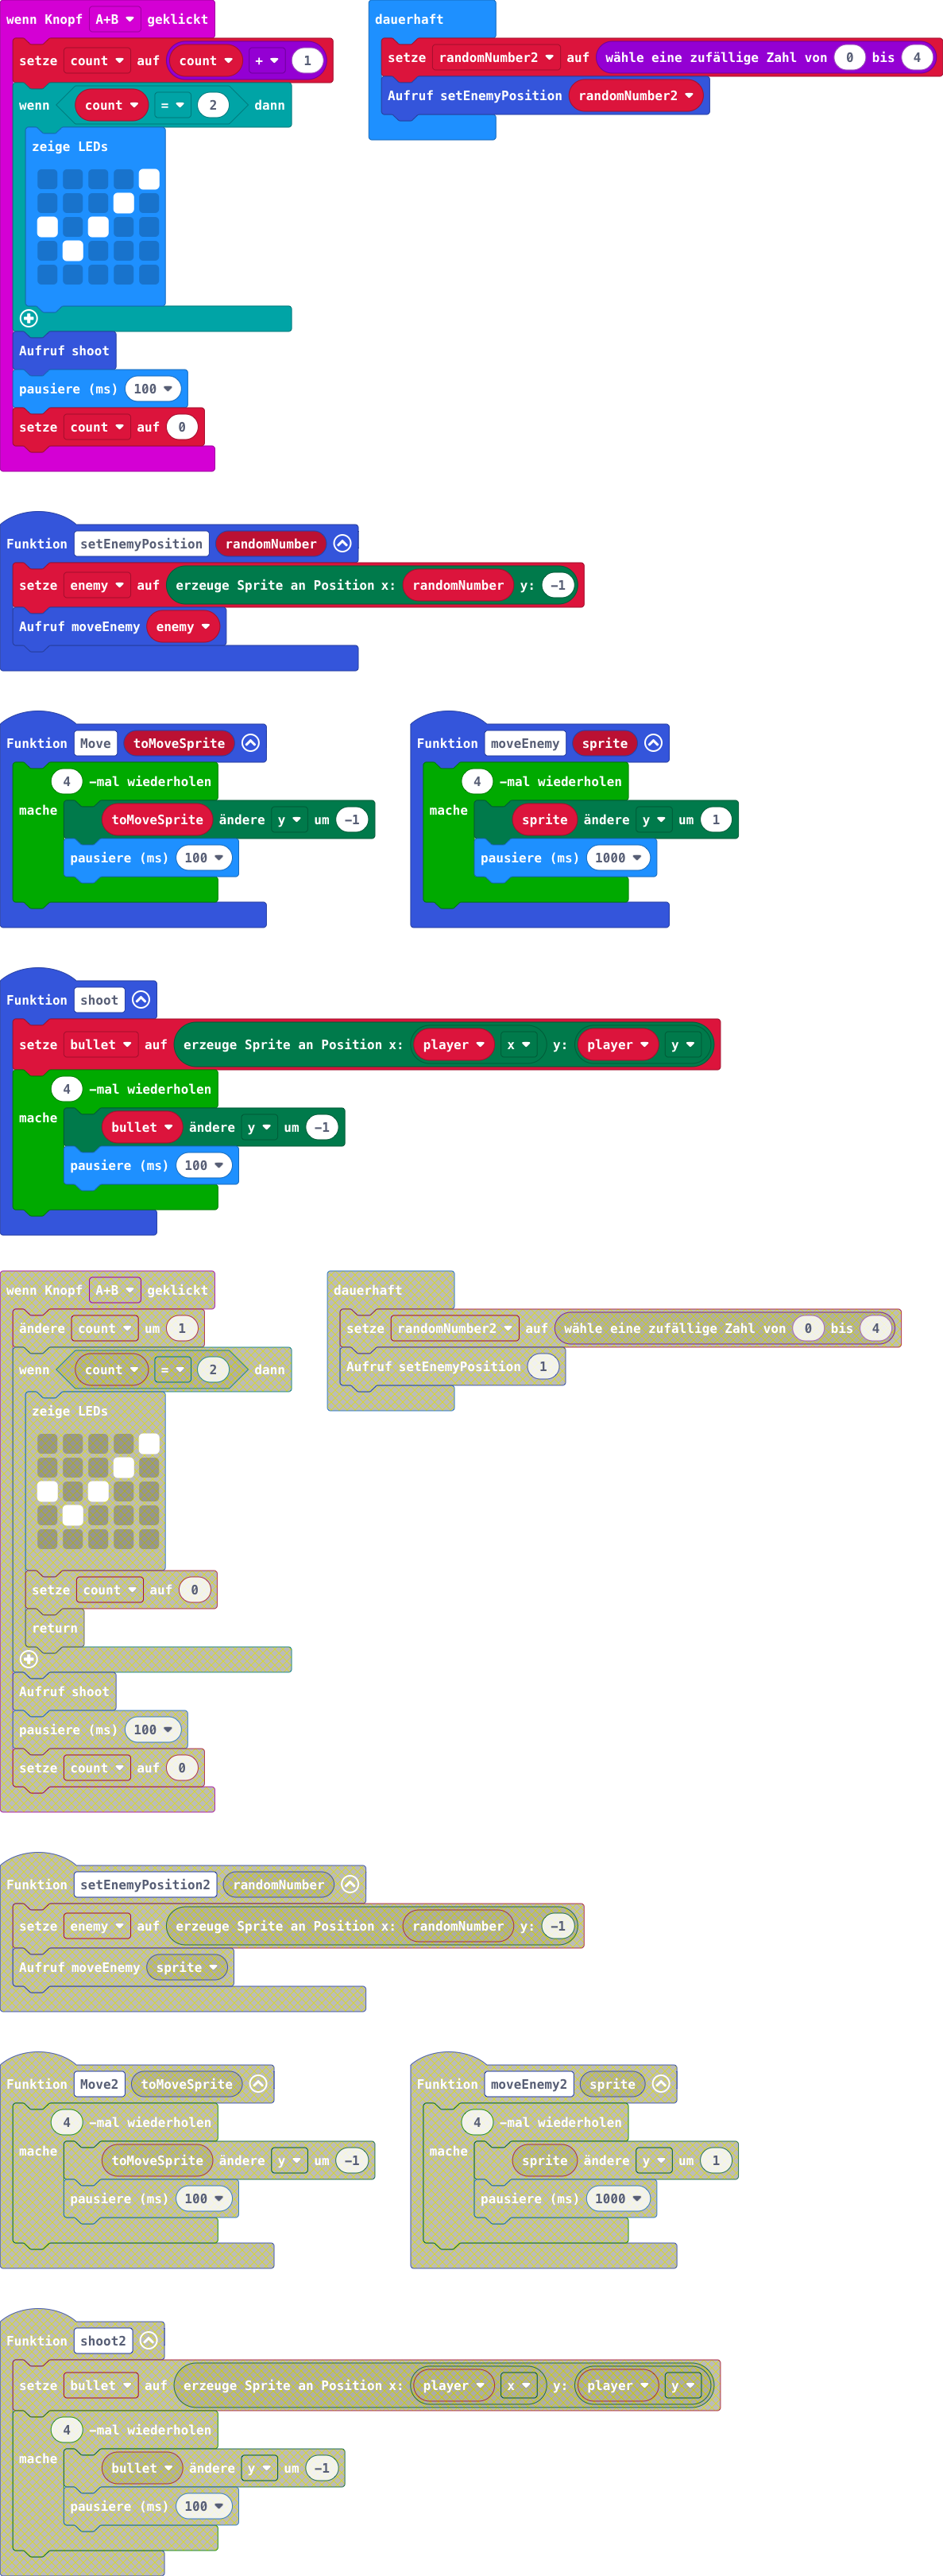 wenn Knopf A+B geklickt
setze count auf count + 1
wenn count = 2 dann
zeige LEDs
Aufruf shoot
pausiere (ms) 100
setze count auf 0
dauerhaft
setze randomNumber2 auf wähle eine zufällige Zahl von 0 bis 4
Aufruf setEnemyPosition randomNumber2
Funktion setEnemyPosition randomNumber
setze enemy auf erzeuge Sprite an Position x: randomNumber y: -1
Aufruf moveEnemy enemy
Funktion Move toMoveSprite
4 -mal wiederholen
mache
toMoveSprite ändere y um -1
pausiere (ms) 100
Funktion moveEnemy sprite
4 -mal wiederholen
mache
sprite ändere y um 1
pausiere (ms) 1000
Funktion shoot
setze bullet auf erzeuge Sprite an Position x: player x y: player y
4 -mal wiederholen
mache
bullet ändere y um -1
pausiere (ms) 100
wenn Knopf A+B geklickt
ändere count um 1
wenn count = 2 dann
zeige LEDs
setze count auf 0
return
Aufruf shoot
pausiere (ms) 100
setze count auf 0
dauerhaft
setze randomNumber2 auf wähle eine zufällige Zahl von 0 bis 4
Aufruf setEnemyPosition 1
Funktion setEnemyPosition2 randomNumber
setze enemy auf erzeuge Sprite an Position x: randomNumber y: -1
Aufruf moveEnemy sprite
Funktion Move2 toMoveSprite
4 -mal wiederholen
mache
toMoveSprite ändere y um -1
pausiere (ms) 100
Funktion moveEnemy2 sprite
4 -mal wiederholen
mache
sprite ändere y um 1
pausiere (ms) 1000
Funktion shoot2
setze bullet auf erzeuge Sprite an Position x: player x y: player y
4 -mal wiederholen
mache
bullet ändere y um -1
pausiere (ms) 100